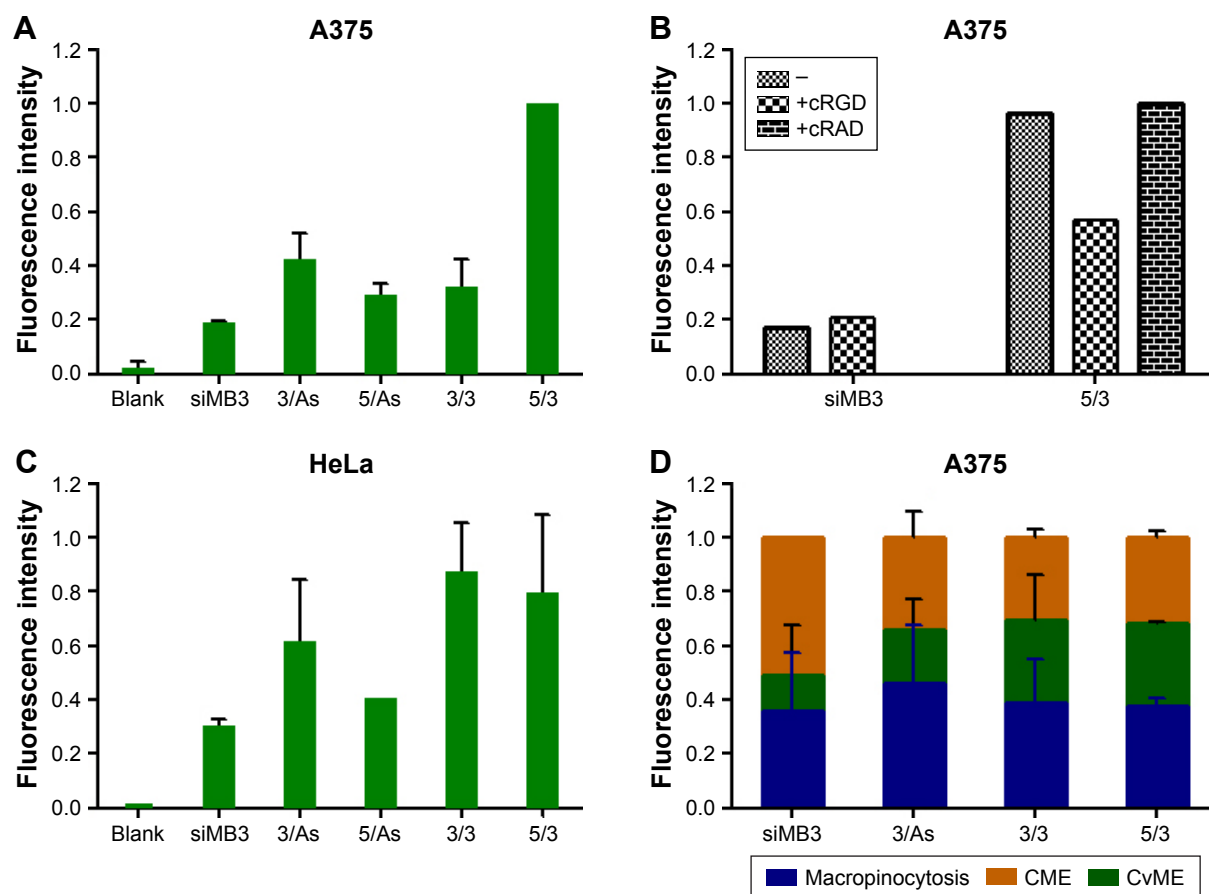 A
A375
Fluorescence intensity
1.2
1.0
0.8
0.6
0.4
0.2
0.0
Blank siMB3 3/As 5/As 3/3 5/3
B
A375
Fluorescence intensity
1.2
1.0
0.8
0.6
0.4
0.2
0.0
–
+cRGD
+cRAD
siMB3 5/3
C
HeLa
Fluorescence intensity
1.2
1.0
0.8
0.6
0.4
0.2
0.0
Blank siMB3 3/As 5/As 3/3 5/3
D
A375
Fluorescence intensity
1.2
1.0
0.8
0.6
0.4
0.2
0.0
siMB3 3/As 3/3 5/3
Macropinocytosis CME CvME